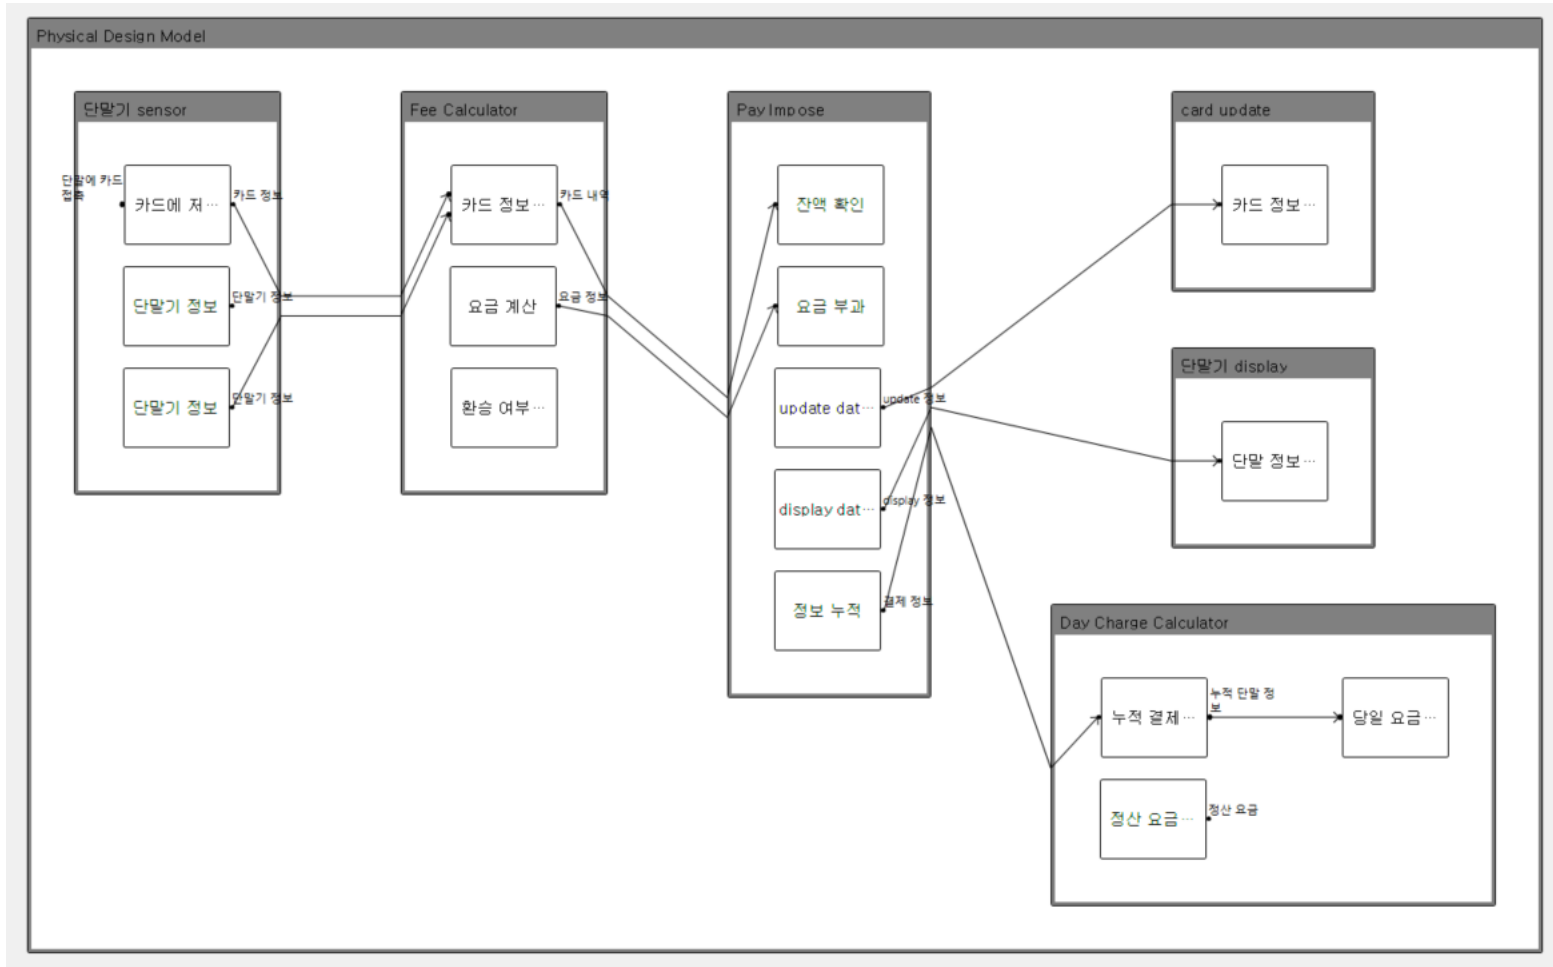 Physical Design Model
단말기 sensor
단말에 카드
접촉
카드에 저…
카드 정보
단말기 정보
단말기 정보
단말기 정보
단말기 정보
Fee Calculator
카드 정보…
카드 내역
요금 계산
요금 정보
환승 여부…
Pay Impose
잔액 확인
요금 부과
update dat…
update 정보
display dat…
display 정보
정보 누적
결제 정보
card update
카드 정보…
단말기 display
단말 정보…
Day Charge Calculator
누적 결제…
누적 단말 정
보
당일 요금…
정산 요금…
정산 요금